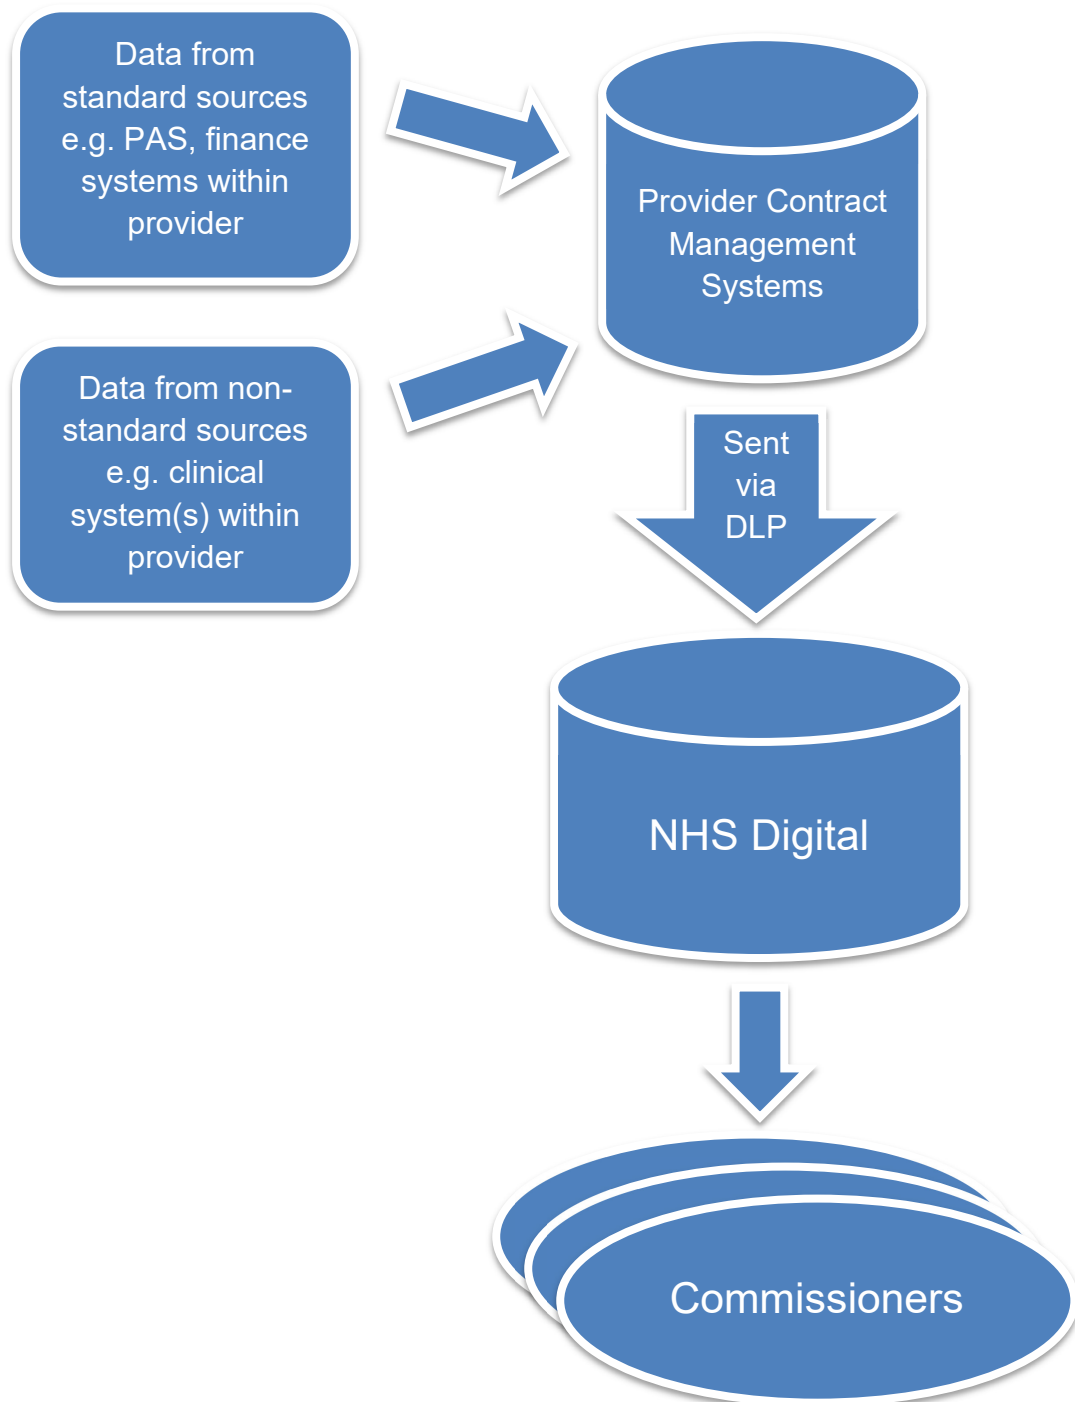 Data from
standard sources
e.g. PAS, finance
systems within
provider
Provider Contract
Management
Systems
Data from non-
standard sources
e.g. clinical
system(s) within
provider
Sent
via
DLP
NHS Digital
Commissioners